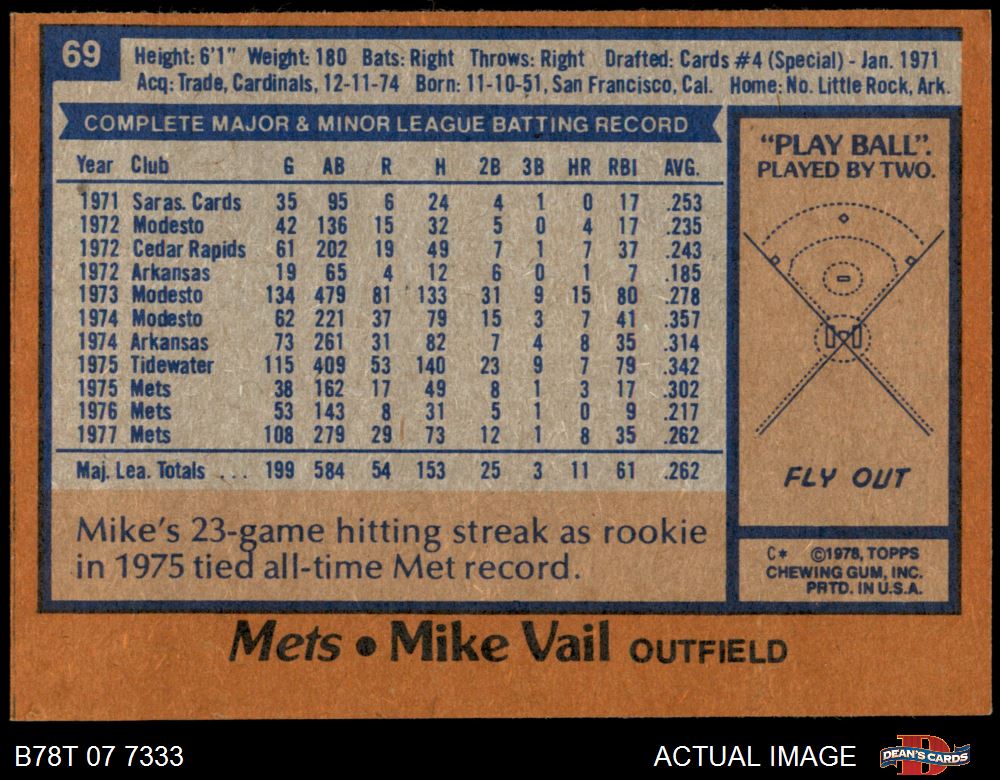 69
Height: 6'1" Weight: 180 Bats: Right Throws: Right Drafted: Cards #4 (Special) - Jan. 1971
Acq: Trade, Cardinals, 12-11-74 Born: 11-10-51, San Francisco, Cal. Home: No. Little Rock, Ark.
COMPLETE MAJOR & MINOR LEAGUE BATTING RECORD
Year Club G AB R H 2B 3B HR RBI AVG.
1971 Saras. Cards 35 95 6 24 4 1 0 17 .253
1972 Modesto 42 136 15 32 5 0 4 17 .235
1972 Cedar Rapids 61 202 19 49 7 1 7 37 .243
1972 Arkansas 19 65 4 12 6 0 1 7 .185
1973 Modesto 134 479 81 133 31 9 15 80 .278
1974 Modesto 62 221 37 79 15 3 7 41 .357
1974 Arkansas 73 261 31 82 7 4 8 35 .314
1975 Tidewater 115 409 53 140 23 9 7 79 .342
1975 Mets 38 162 17 49 8 1 3 17 .302
1976 Mets 53 143 8 31 5 1 0 9 .217
1977 Mets 108 279 29 73 12 1 8 35 .262
Maj. Lea. Totals ... 199 584 54 153 25 3 11 61 .262
Mike's 23-game hitting streak as rookie
in 1975 tied all-time Met record.
"PLAY BALL".
PLAYED BY TWO.
FLY OUT
C* ©1978, TOPPS
CHEWING GUM, INC.
PRTD. IN U.S.A.
Mets • Mike Vail OUTFIELD
B78T 07 7333
ACTUAL IMAGE
D
DEAN'S CARDS